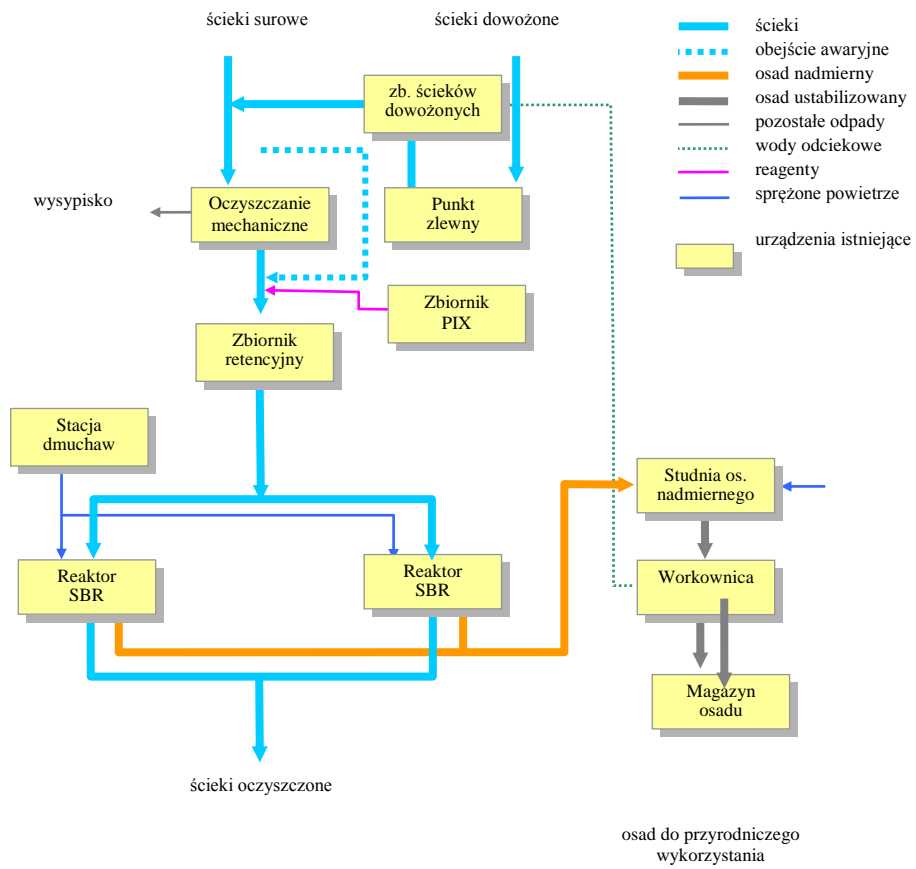 ścieki surowe
ścieki dowożone
ścieki
obejście awaryjne
osad nadmierny
osad ustabilizowany
pozostałe odpady
wody odciekowe
reagenty
sprężone powietrze
urządzenia istniejące
zb. ścieków
dowożonych
wysypisko
Oczyszczanie
mechaniczne
Punkt
zlewny
Zbiornik
PIX
Zbiornik
retencyjny
Stacja
dmuchaw
Studnia os.
nadmiernego
Reaktor
SBR
Reaktor
SBR
Workownica
Magazyn
osadu
ścieki oczyszczone
osad do przyrodniczego
wykorzystania